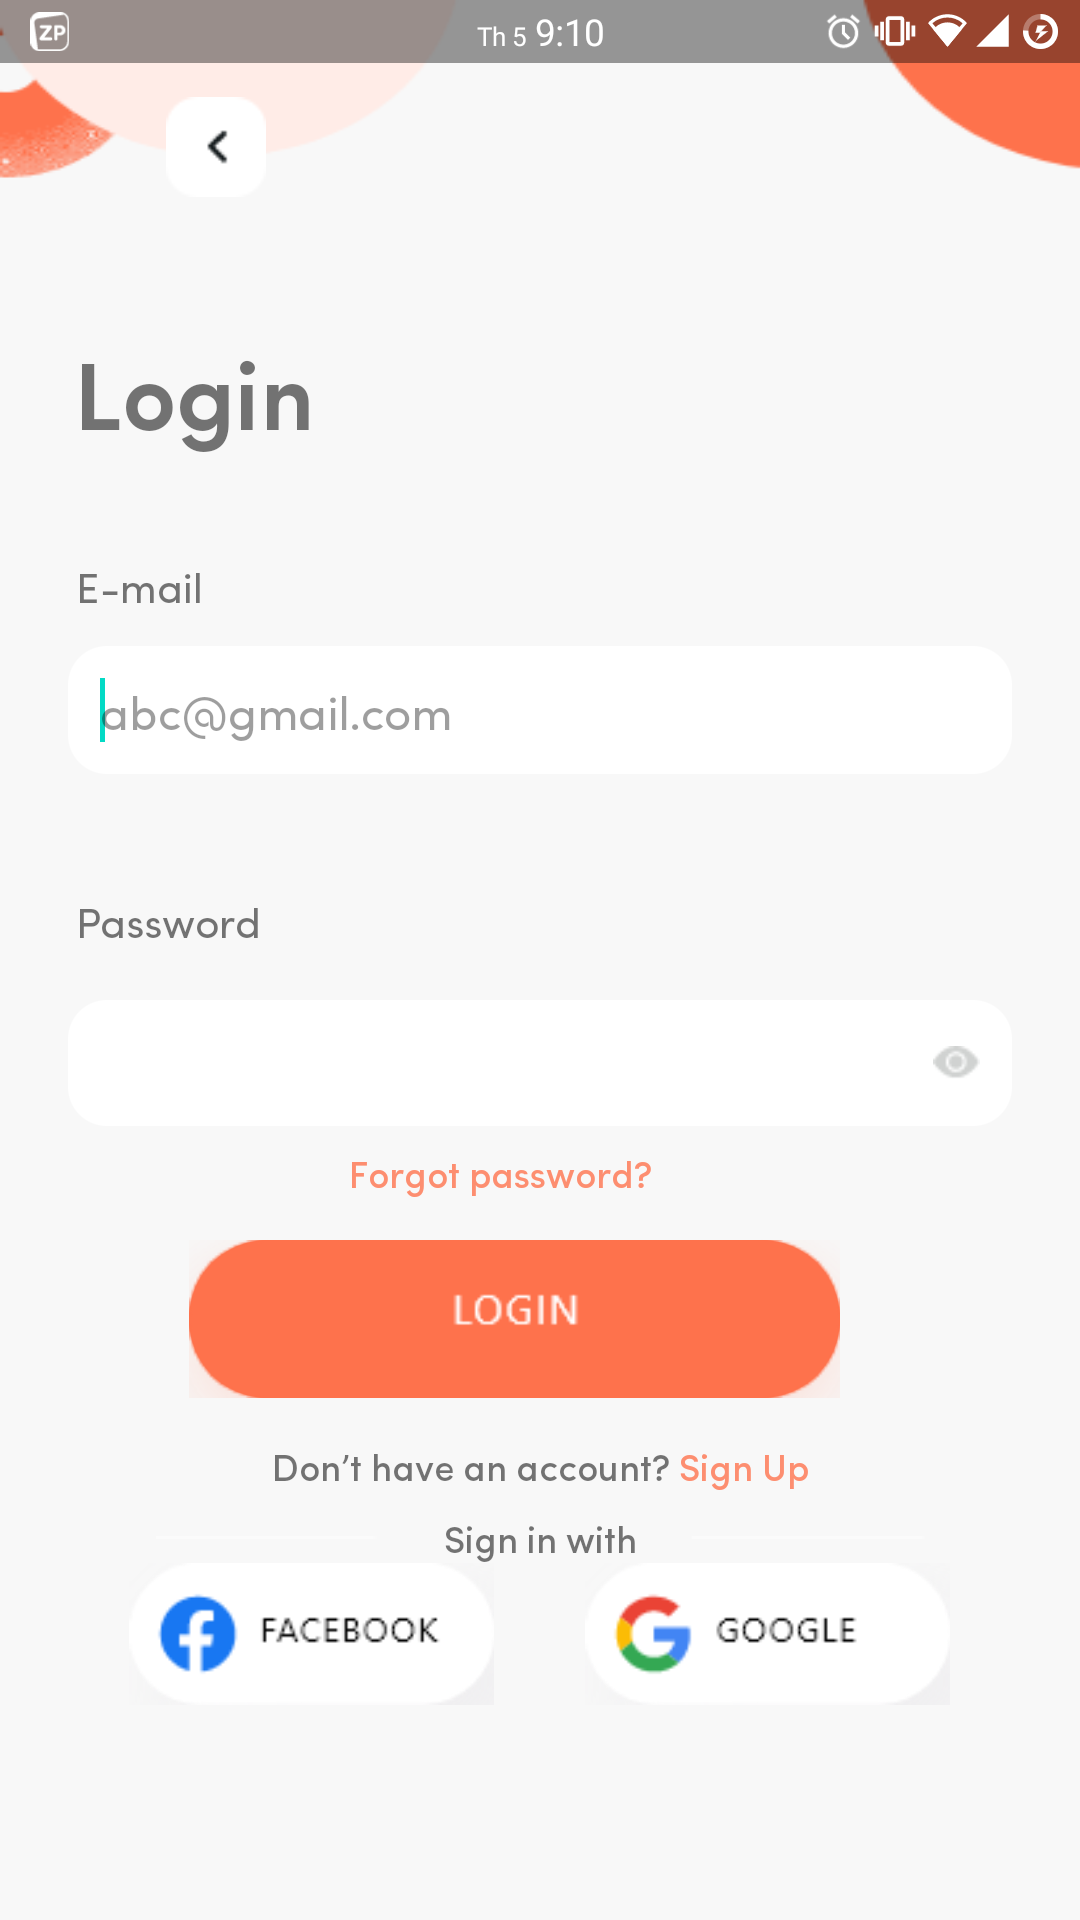 ZP Th 5 9:10
Login
E-mail
abc@gmail.com
Password
Forgot password?
LOGIN
Don't have an account? Sign Up
Sign in with
FACEBOOK GOOGLE